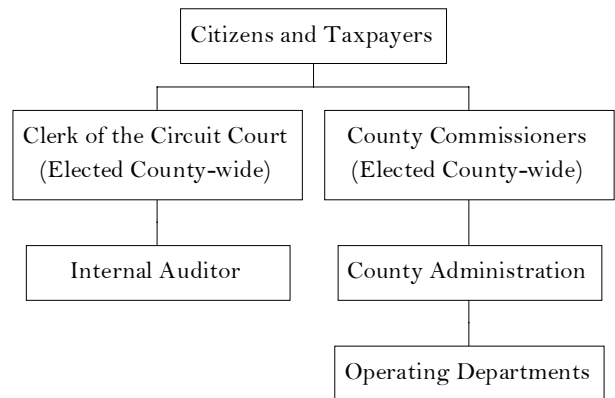 Citizens and Taxpayers
Clerk of the Circuit Court
(Elected County-wide)
County Commissioners
(Elected County-wide)
Internal Auditor
County Administration
Operating Departments